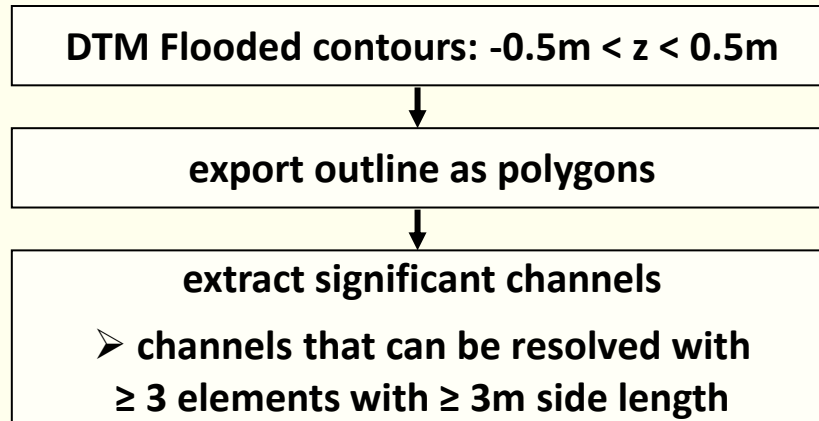 DTM Flooded contours: -0.5m < z < 0.5m
export outline as polygons
extract significant channels
➢ channels that can be resolved with
≥ 3 elements with ≥ 3m side length